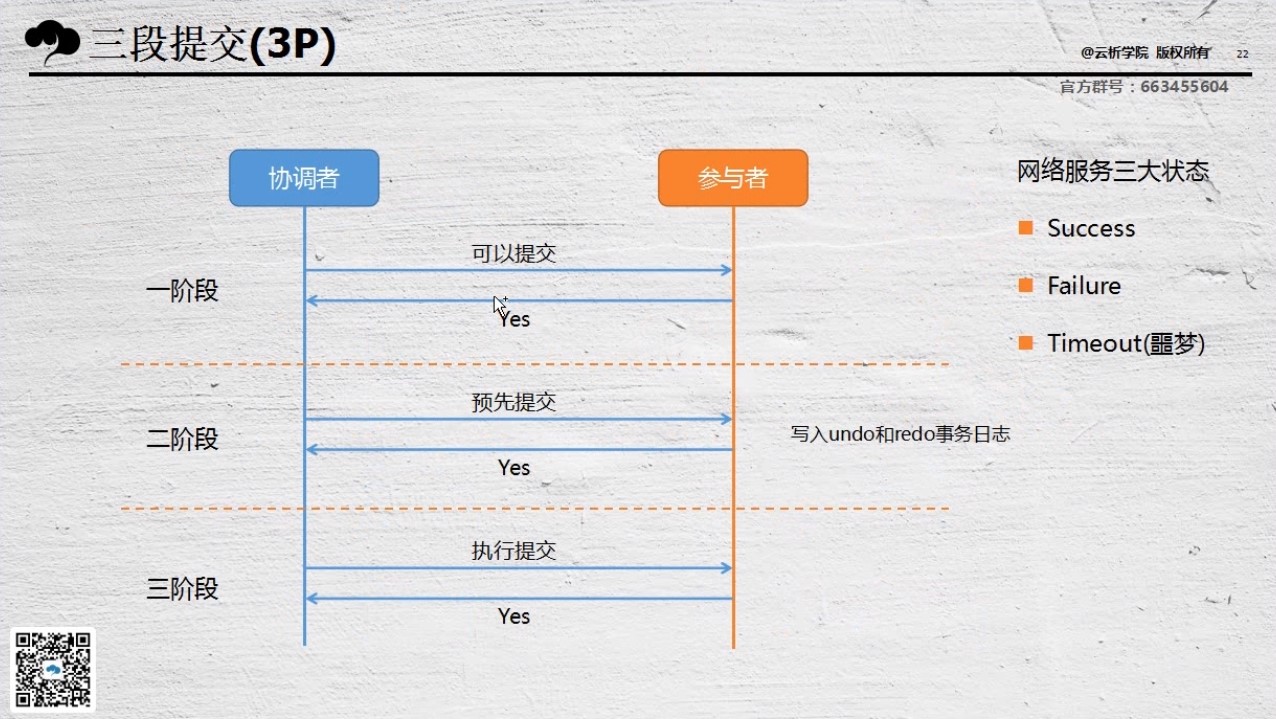 三段提交(3P)
@云析学院 版权所有 22
官方群号：663455604
协调者
参与者
网络服务三大状态
Success
Failure
Timeout(噩梦)
一阶段
可以提交
Yes
二阶段
预先提交
Yes
写入undo和redo事务日志
三阶段
执行提交
Yes